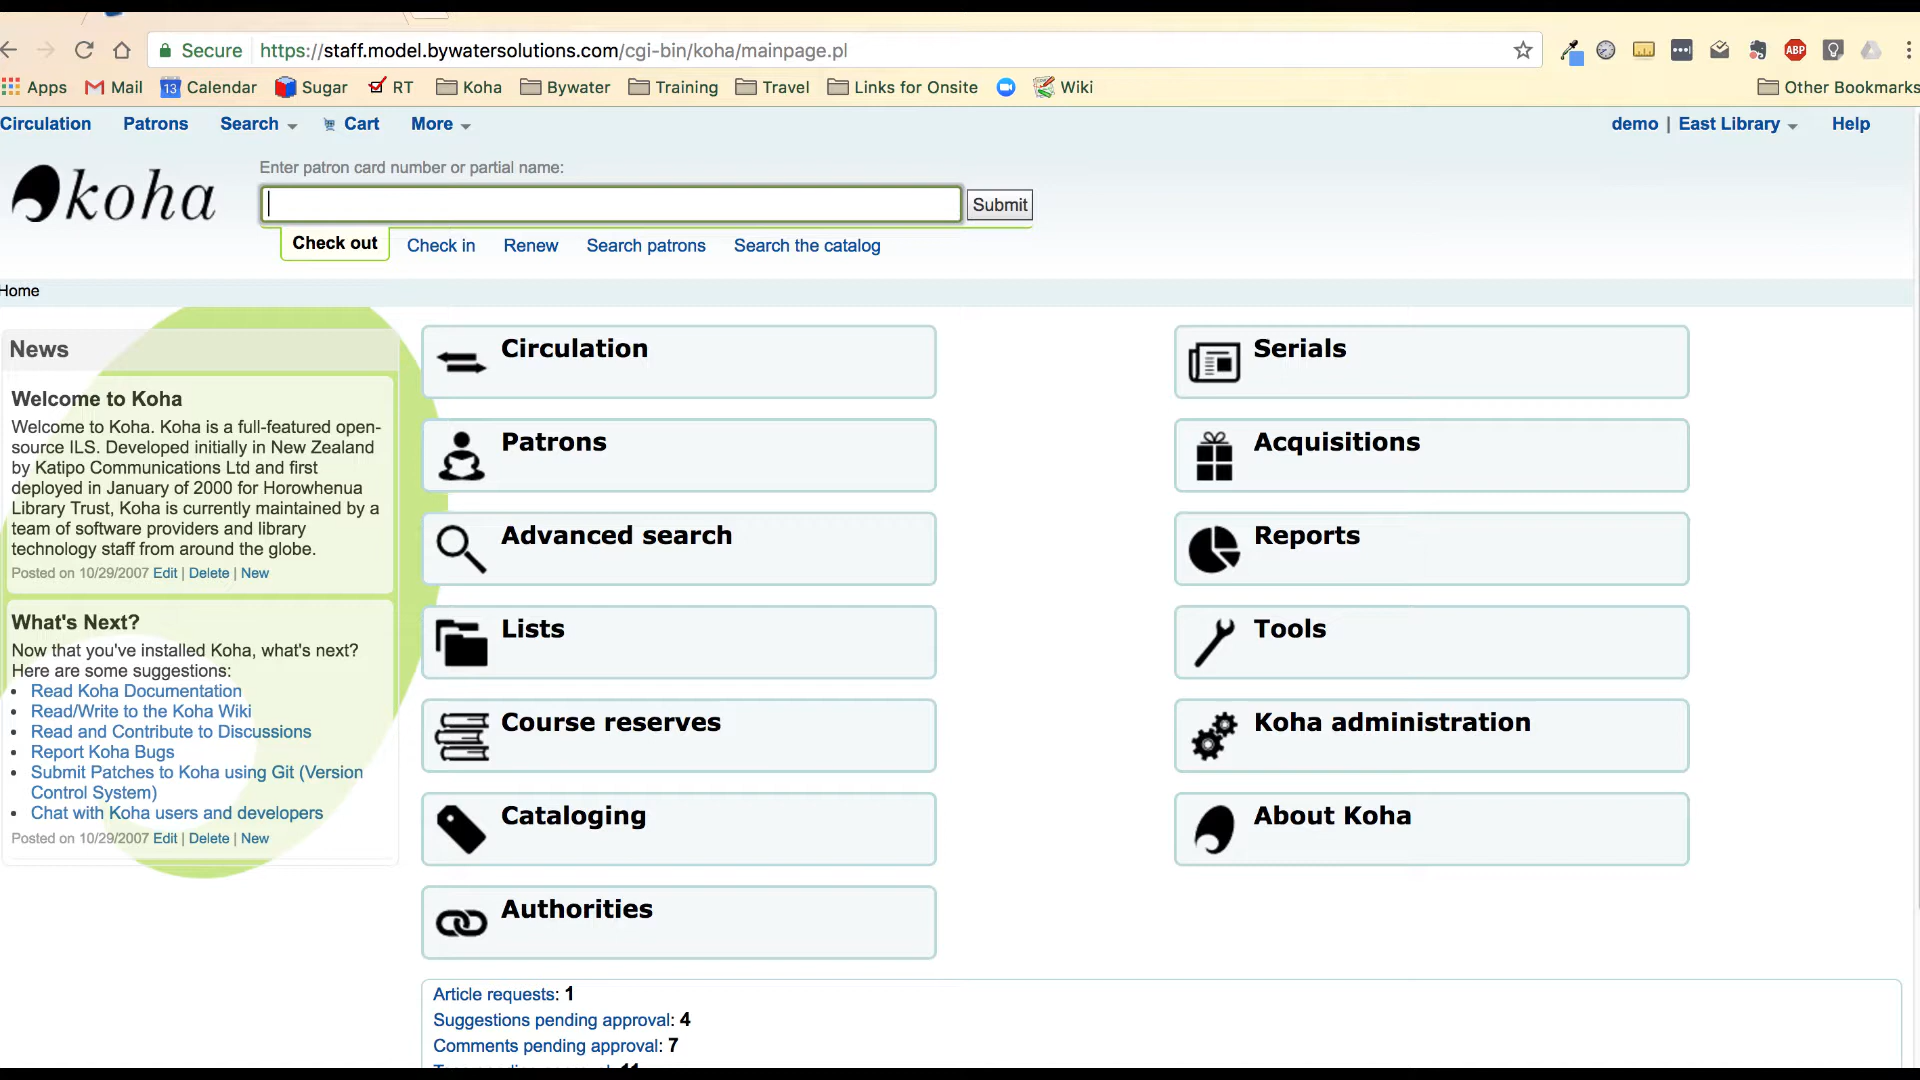 Secure https://staff.model.bywatersolutions.com/cgi-bin/koha/mainpage.pl
ABP
Apps Mail 13 Calendar Sugar RT Koha Bywater Training Travel Links for Onsite Wiki Other Bookmarks
Circulation Patrons Search Cart More demo | East Library Help
koha
Enter patron card number or partial name:
Submit
Check out Check in Renew Search patrons Search the catalog
Home
News
Welcome to Koha
Welcome to Koha. Koha is a full-featured open-
source ILS. Developed initially in New Zealand
by Katipo Communications Ltd and first
deployed in January of 2000 for Horowhenua
Library Trust, Koha is currently maintained by a
team of software providers and library
technology staff from around the globe.
Posted on 10/29/2007 Edit | Delete | New
What's Next?
Now that you've installed Koha, what's next?
Here are some suggestions:
Read Koha Documentation
Read/Write to the Koha Wiki
Read and Contribute to Discussions
Report Koha Bugs
Submit Patches to Koha using Git (Version
Control System)
Chat with Koha users and developers
Posted on 10/29/2007 Edit | Delete | New
Circulation
Patrons
Advanced search
Lists
Course reserves
Cataloging
Authorities
Serials
Acquisitions
Reports
Tools
Koha administration
About Koha
Article requests: 1
Suggestions pending approval: 4
Comments pending approval: 7